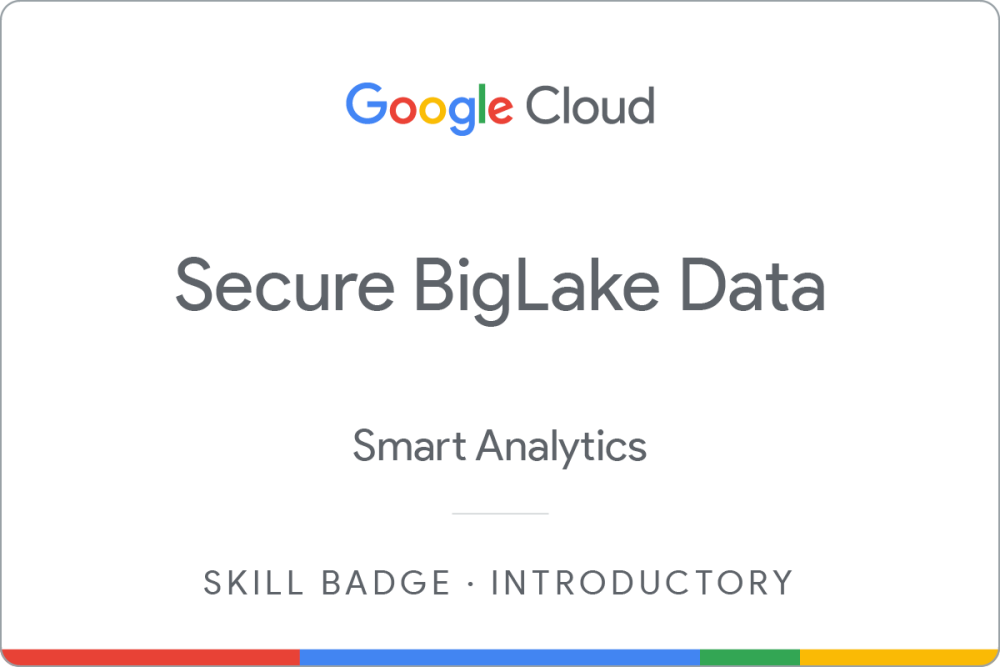 Google Cloud
Secure BigLake Data
Smart Analytics
SKILL BADGE · INTRODUCTORY